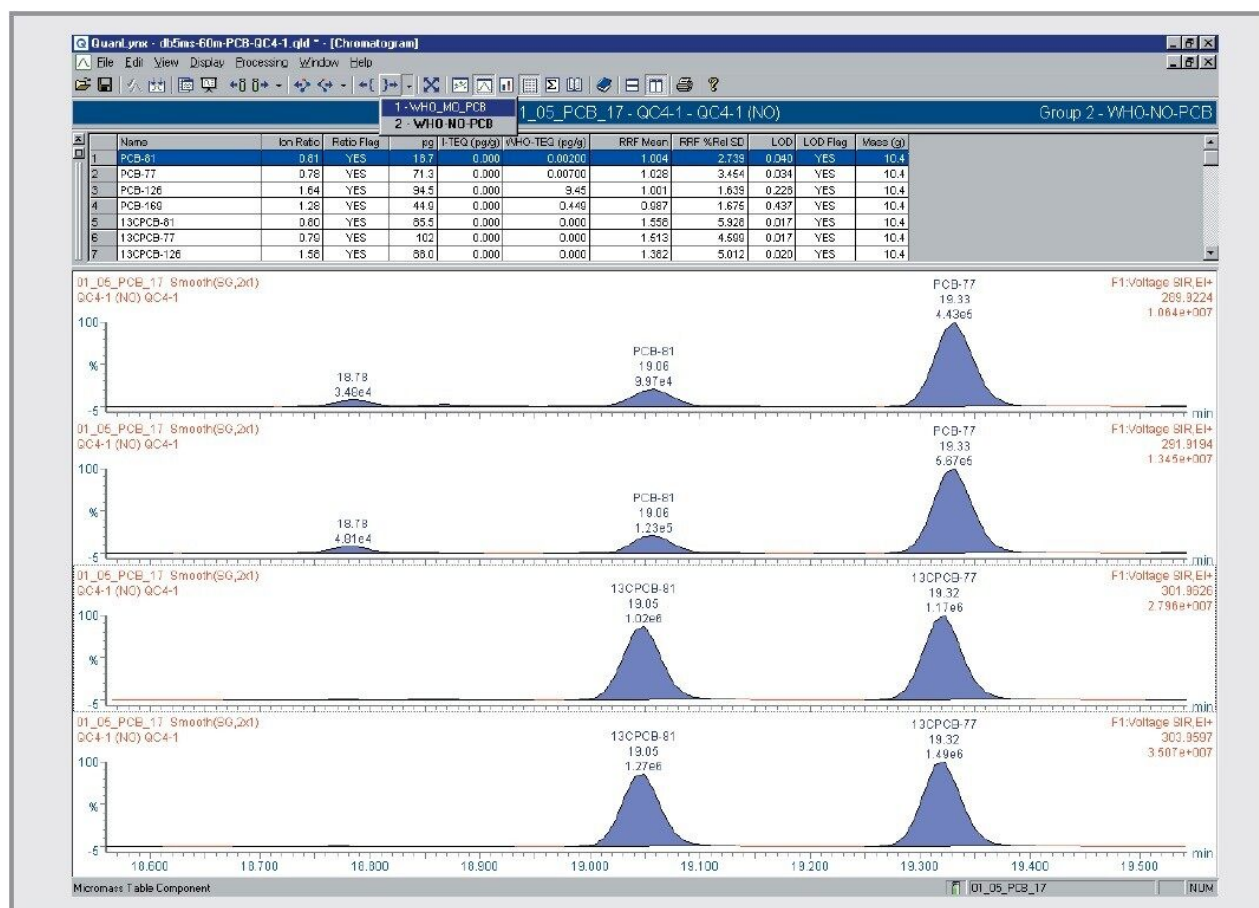 QuanLynx - db5ms-60m-PCB-QC4-1.qld * - [Chromatogram]
File Edit View Display Processing Window Help
1 - WHO_MO_PCB
2 - WHO-NO-PCB
1_05_PCB_17 - QC4-1 - QC4-1 (NO) Group 2 - WHO-NO-PCB
Name Ion Ratio Ratio Flag pg I-TEQ (pg/g) WHO-TEQ (pg/g) RRF Mean RRF %Rel SD LOD LOD Flag Mass (g)
1 PCB-81 0.81 YES 18.7 0.000 0.00200 1.004 2.739 0.040 YES 10.4
2 PCB-77 0.78 YES 71.3 0.000 0.00700 1.028 3.454 0.034 YES 10.4
3 PCB-126 1.64 YES 94.5 0.000 9.45 1.001 1.639 0.226 YES 10.4
4 PCB-169 1.28 YES 44.9 0.000 0.449 0.987 1.675 0.437 YES 10.4
5 13CPCB-81 0.80 YES 85.5 0.000 0.000 1.556 5.928 0.017 YES 10.4
6 13CPCB-77 0.79 YES 102 0.000 0.000 1.513 4.599 0.017 YES 10.4
7 13CPCB-126 1.56 YES 88.0 0.000 0.000 1.382 5.012 0.020 YES 10.4
01_05_PCB_17 Smooth(SG,2x1) PCB-77 F1:Voltage SIR,EI+
QC4-1 (NO) QC4-1 19.33 289.9224
4.43e5 1.064e+007
100
PCB-81
19.06
9.97e4
%
18.78
3.48e4
-5
min
01_05_PCB_17 Smooth(SG,2x1) PCB-77 F1:Voltage SIR,EI+
QC4-1 (NO) QC4-1 19.33 291.9194
5.67e5 1.345e+007
100
PCB-81
19.06
1.23e5
%
18.78
4.81e4
-5
min
01_05_PCB_17 Smooth(SG,2x1) 13CPCB-81 13CPCB-77 F1:Voltage SIR,EI+
QC4-1 (NO) QC4-1 19.05 19.32 301.9626
1.02e6 1.17e6 2.796e+007
100
%
-5
min
01_05_PCB_17 Smooth(SG,2x1) 13CPCB-81 13CPCB-77 F1:Voltage SIR,EI+
QC4-1 (NO) QC4-1 19.05 19.32 303.9597
1.27e6 1.49e6 3.507e+007
100
%
-5
min
18.600 18.700 18.800 18.900 19.000 19.100 19.200 19.300 19.400 19.500
Micromass Table Component 01_05_PCB_17 NUM